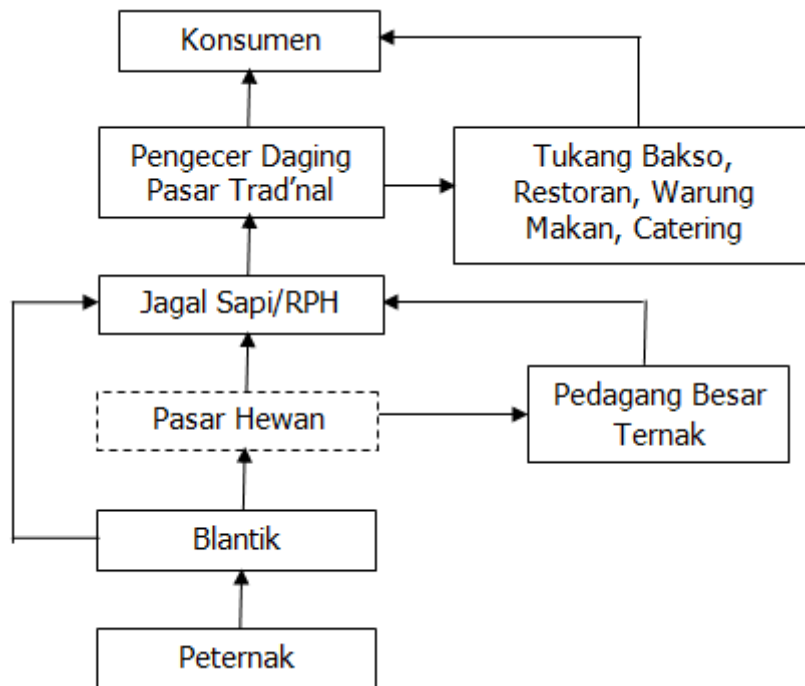 Konsumen
Pengecer Daging
Pasar Trad'nal
Tukang Bakso,
Restoran, Warung
Makan, Catering
Jagal Sapi/RPH
Pasar Hewan
Pedagang Besar
Ternak
Blantik
Peternak